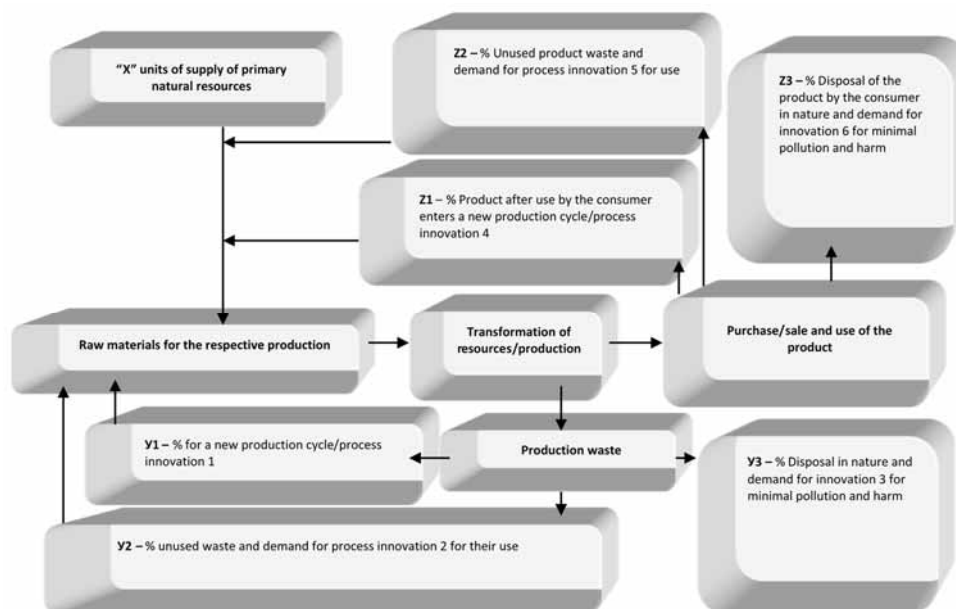 “X” units of supply of primary
natural resources
Z2 – % Unused product waste and
demand for process innovation 5 for use
Z3 – % Disposal of the
product by the consumer
in nature and demand for
innovation 6 for minimal
pollution and harm
Z1 – % Product after use by the consumer
enters a new production cycle/process
innovation 4
Raw materials for the respective production
Transformation of
resources/production
Purchase/sale and use of the
product
У1 – % for a new production cycle/process
innovation 1
Production waste
У3 – % Disposal in nature and
demand for innovation 3 for
minimal pollution and harm
У2 – % unused waste and demand for process innovation 2 for their use